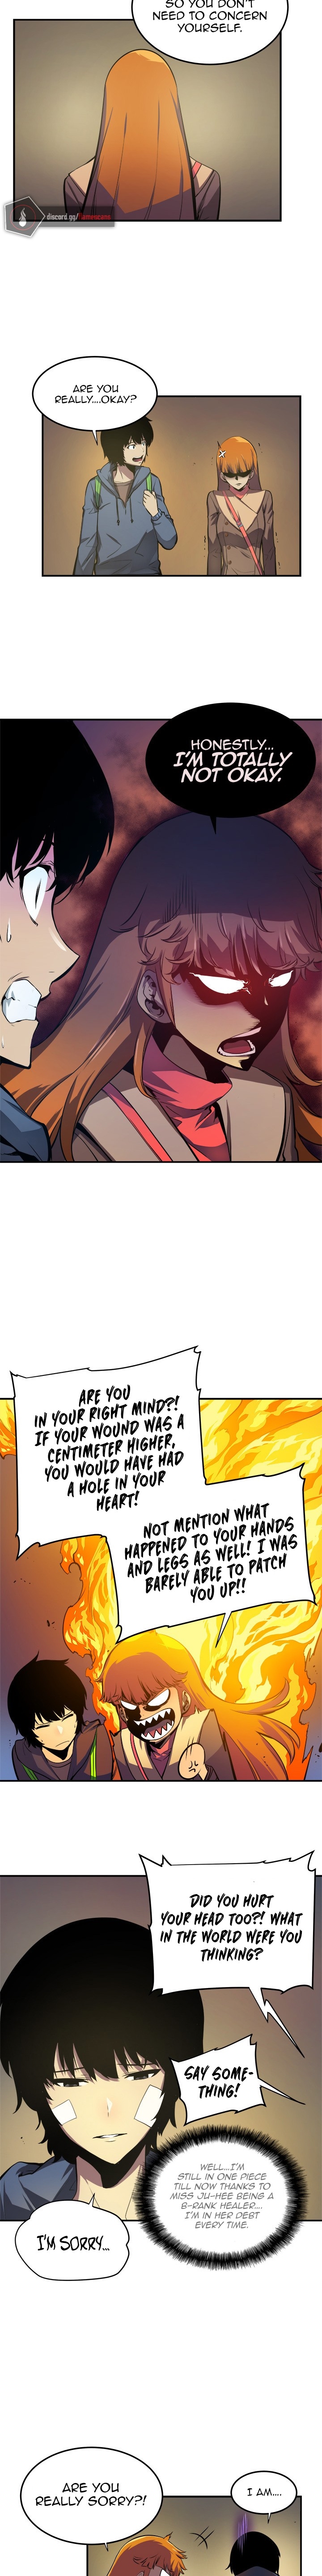 SO YOU DON'T
NEED TO CONCERN
YOURSELF.
discord.gg/flamescans
ARE YOU
REALLY....OKAY?
HONESTLY...
I'M TOTALLY
NOT OKAY.
ARE YOU
IN YOUR RIGHT MIND?!
IF YOUR WOUND WAS A
CENTIMETER HIGHER,
YOU WOULD HAVE HAD
A HOLE IN YOUR
HEART!
NOT MENTION WHAT
HAPPENED TO YOUR HANDS
AND LEGS AS WELL! I WAS
BARELY ABLE TO PATCH
YOU UP!!
DID YOU HURT
YOUR HEAD TOO?! WHAT
IN THE WORLD WERE YOU
THINKING?
SAY SOME-
THING!
WELL...I'M
STILL IN ONE PIECE
TILL NOW THANKS TO
MISS JU-HEE BEING A
B-RANK HEALER....
I'M IN HER DEBT
EVERY TIME.
I'M SORRY...
ARE YOU
REALLY SORRY?!
I AM....